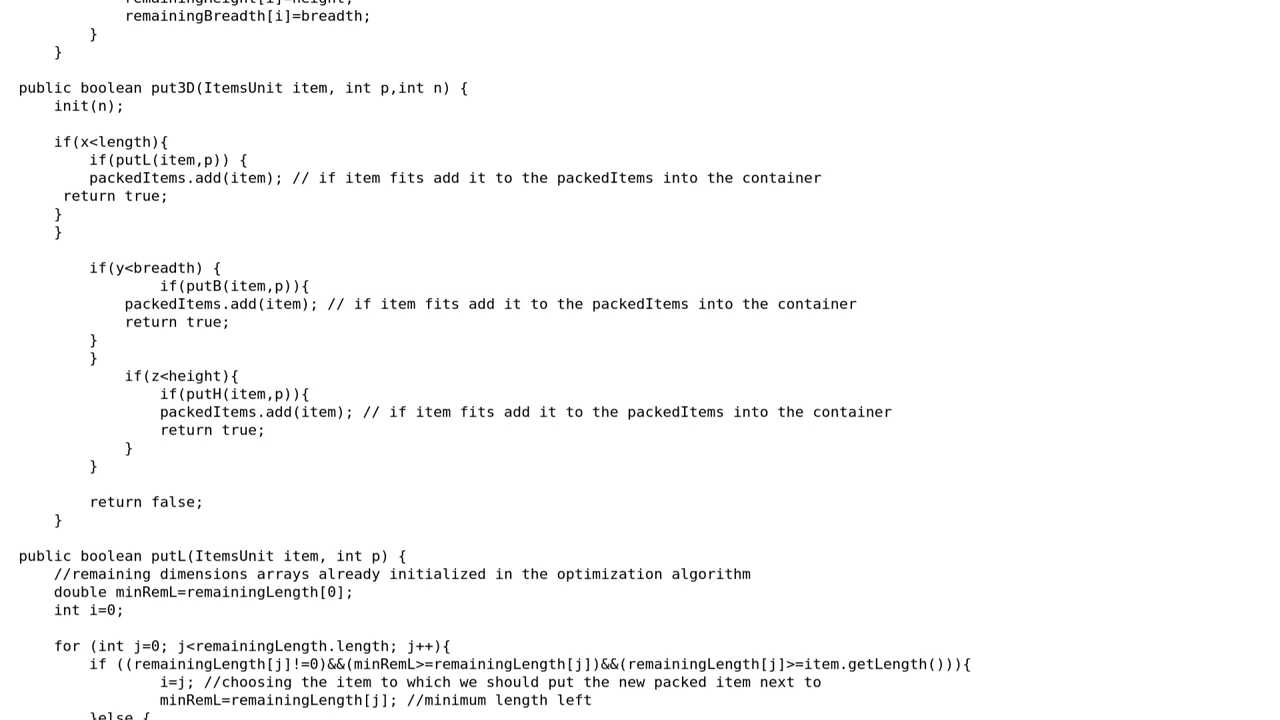 remainingHeight[i]=height;
remainingBreadth[i]=breadth;
}
}
public boolean put3D(ItemsUnit item, int p,int n) {
init(n);
if(x<length){
if(putL(item,p)) {
packedItems.add(item); // if item fits add it to the packedItems into the container
return true;
}
}
if(y<breadth) {
if(putB(item,p)){
packedItems.add(item); // if item fits add it to the packedItems into the container
return true;
}
}
if(z<height){
if(putH(item,p)){
packedItems.add(item); // if item fits add it to the packedItems into the container
return true;
}
}
return false;
}
public boolean putL(ItemsUnit item, int p) {
//remaining dimensions arrays already initialized in the optimization algorithm
double minRemL=remainingLength[0];
int i=0;
for (int j=0; j<remainingLength.length; j++){
if ((remainingLength[j]!=0)&&(minRemL>=remainingLength[j])&&(remainingLength[j]>=item.getLength())){
i=j; //choosing the item to which we should put the new packed item next to
minRemL=remainingLength[j]; //minimum length left
}else {